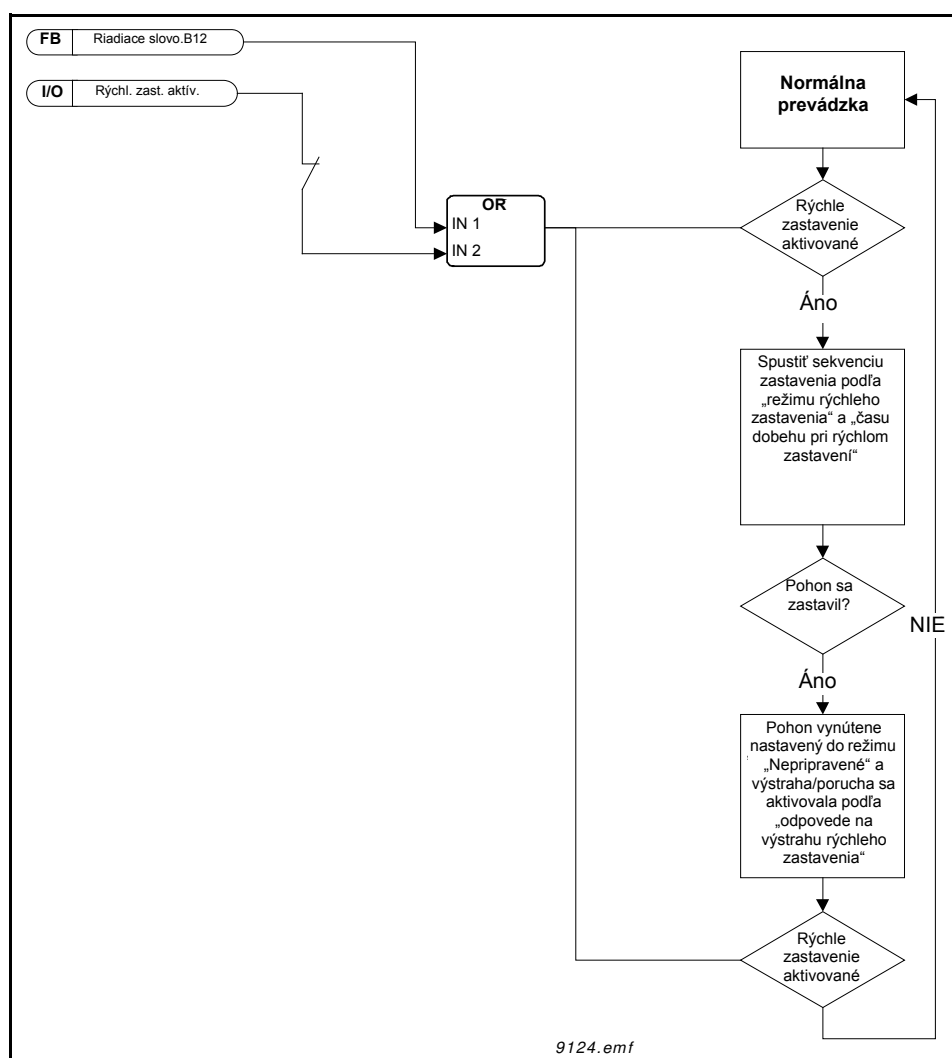 FB Riadiace slovo.B12
I/O Rýchl. zast. aktív.
OR
IN 1
IN 2
Normálna
prevádzka
Rýchle
zastavenie
aktivované
Áno
Spustiť sekvenciu
zastavenia podľa
„režimu rýchleho
zastavenia“ a „času
dobehu pri rýchlom
zastavení“
Pohon sa
zastavil?
NIE
Áno
Pohon vynútene
nastavený do režimu
„Nepripravené“ a
výstraha/porucha sa
aktivovala podľa
„odpovede na
výstrahu rýchleho
zastavenia“
Rýchle
zastavenie
aktivované
9124.emf